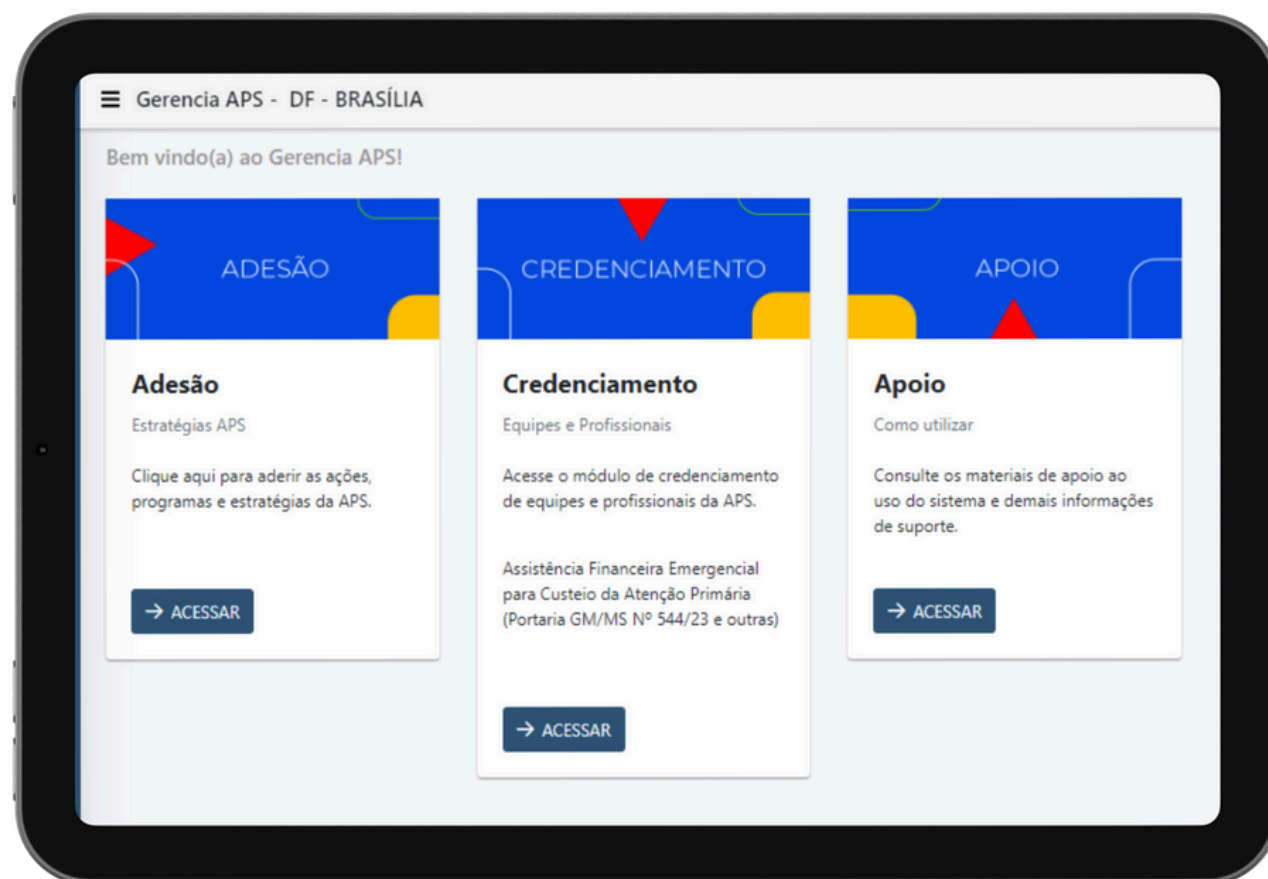 Gerencia APS - DF - BRASÍLIA
Bem vindo(a) ao Gerencia APS!
ADESÃO
Adesão
Estratégias APS
Clique aqui para aderir as ações,
programas e estratégias da APS.
→ ACESSAR
CREDENCIAMENTO
Credenciamento
Equipes e Profissionais
Acesse o módulo de credenciamento
de equipes e profissionais da APS.
Assistência Financeira Emergencial
para Custeio da Atenção Primária
(Portaria GM/MS Nº 544/23 e outras)
→ ACESSAR
APOIO
Apoio
Como utilizar
Consulte os materiais de apoio ao
uso do sistema e demais informações
de suporte.
→ ACESSAR